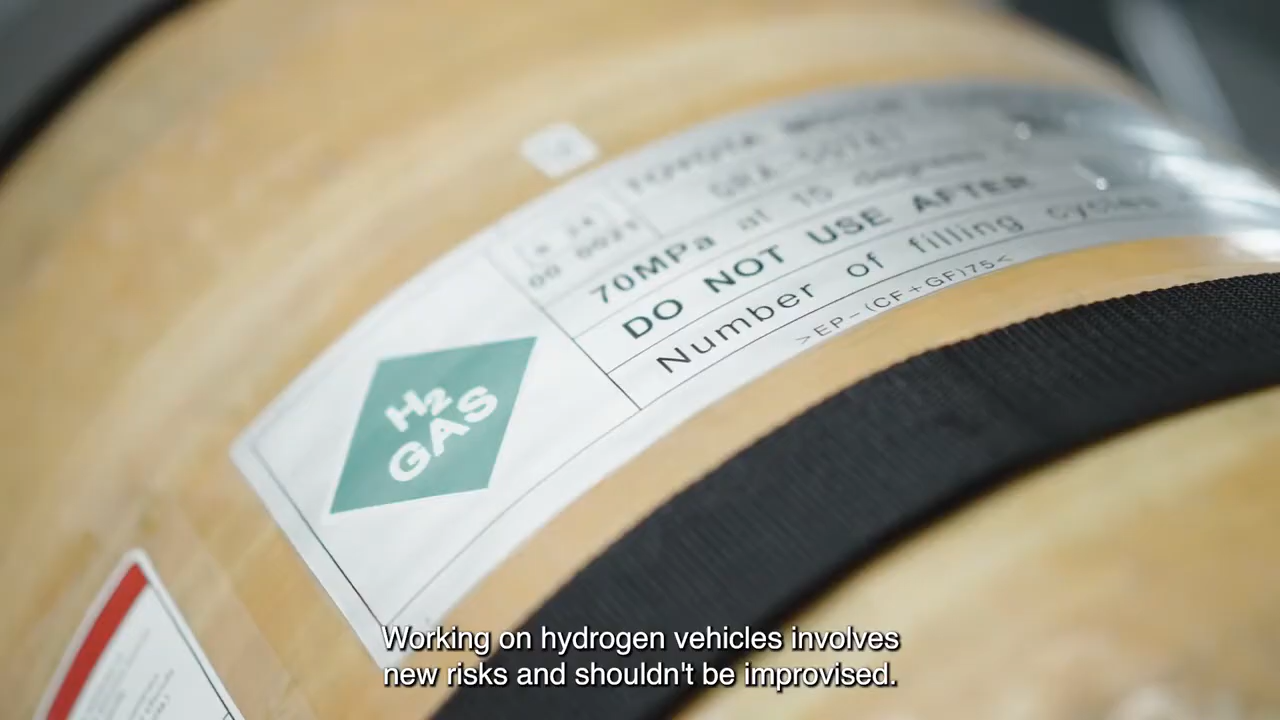 TOYOTA
70MPa at 15 degrees
DO NOT USE AFTER
Number of filling cycles
>EP-(CF+GF)75<
H2
GAS
Working on hydrogen vehicles involves
new risks and shouldn't be improvised.